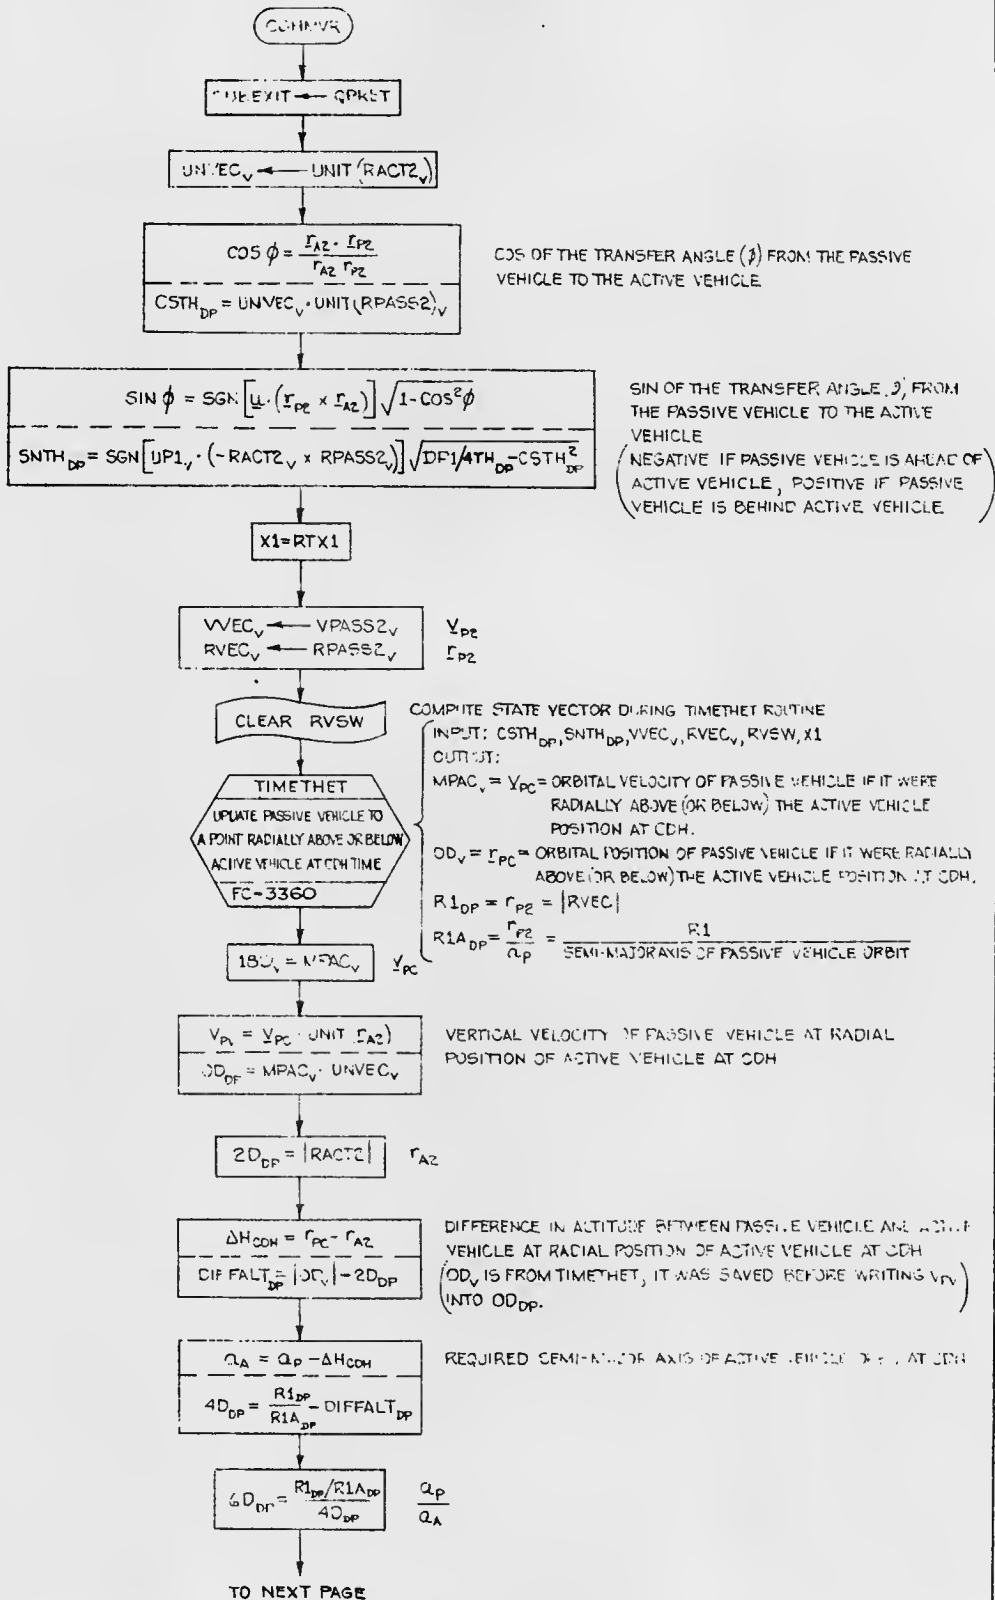 CDHMVR
SUBEXIT ← QPRET
UNVEC_V ← UNIT(RACT2_V)
COS φ = r_A2 · r_P2 / r_A2 r_P2
CSTH_DP = UNVEC_V · UNIT(RPASS2)_V
COS OF THE TRANSFER ANGLE (φ) FROM THE PASSIVE
VEHICLE TO THE ACTIVE VEHICLE
SIN φ = SGN [u · (r_P2 × r_A2)] √1-COS²φ
SNTH_DP = SGN [UP1_V · (-RACT2_V × RPASS2_V)] √DP1/4TH_DP - CSTH²_DP
SIN OF THE TRANSFER ANGLE, FROM
THE PASSIVE VEHICLE TO THE ACTIVE
VEHICLE
(NEGATIVE IF PASSIVE VEHICLE IS AHEAD OF
ACTIVE VEHICLE, POSITIVE IF PASSIVE
VEHICLE IS BEHIND ACTIVE VEHICLE)
X1=RTX1
VVEC_V ← VPASS2_V V_P2
RVEC_V ← RPASS2_V r_P2
CLEAR RVSW
COMPUTE STATE VECTOR DURING TIMETHET ROUTINE
INPUT: CSTH_DP, SNTH_DP, VVEC_V, RVEC_V, RVSW, X1
OUTPUT:
MPAC_V = V_PC = ORBITAL VELOCITY OF PASSIVE VEHICLE IF IT WERE
RADIALLY ABOVE (OR BELOW) THE ACTIVE VEHICLE
POSITION AT CDH.
0D_V = r_PC = ORBITAL POSITION OF PASSIVE VEHICLE IF IT WERE RADIALLY
ABOVE (OR BELOW) THE ACTIVE VEHICLE POSITION AT CDH.
R1_DP = r_P2 = |RVEC|
R1A_DP = r_P2 / a_P = R1 / SEMI-MAJOR AXIS OF PASSIVE VEHICLE ORBIT
TIMETHET
UPDATE PASSIVE VEHICLE TO
A POINT RADIALLY ABOVE OR BELOW
ACTIVE VEHICLE AT CDH TIME
FC-3360
18D_V = MPAC_V V_PC
V_PV = V_PC · UNIT (r_A2)
0D_DP = MPAC_V · UNVEC_V
VERTICAL VELOCITY OF PASSIVE VEHICLE AT RADIAL
POSITION OF ACTIVE VEHICLE AT CDH
2D_DP = |RACT2| r_A2
ΔH_CDH = r_PC - r_A2
DIFFALT_DP = |0D_V| - 2D_DP
DIFFERENCE IN ALTITUDE BETWEEN PASSIVE VEHICLE AND ACTIVE
VEHICLE AT RADIAL POSITION OF ACTIVE VEHICLE AT CDH
(0D_V IS FROM TIMETHET, IT WAS SAVED BEFORE WRITING V_PV
INTO 0D_DP.)
a_A = a_P - ΔH_CDH
4D_DP = R1_DP / R1A_DP - DIFFALT_DP
REQUIRED SEMI-MAJOR AXIS OF ACTIVE VEHICLE AT CDH
6D_DP = R1_DP/R1A_DP / 4D_DP a_P / a_A
TO NEXT PAGE